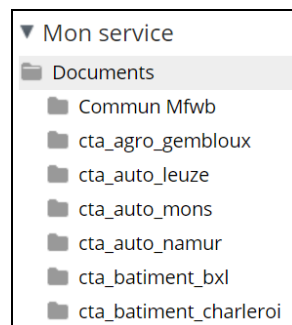 Mon service
Documents
Commun Mfwb
cta_agro_gembloux
cta_auto_leuze
cta_auto_mons
cta_auto_namur
cta_batiment_bxl
cta_batiment_charleroi